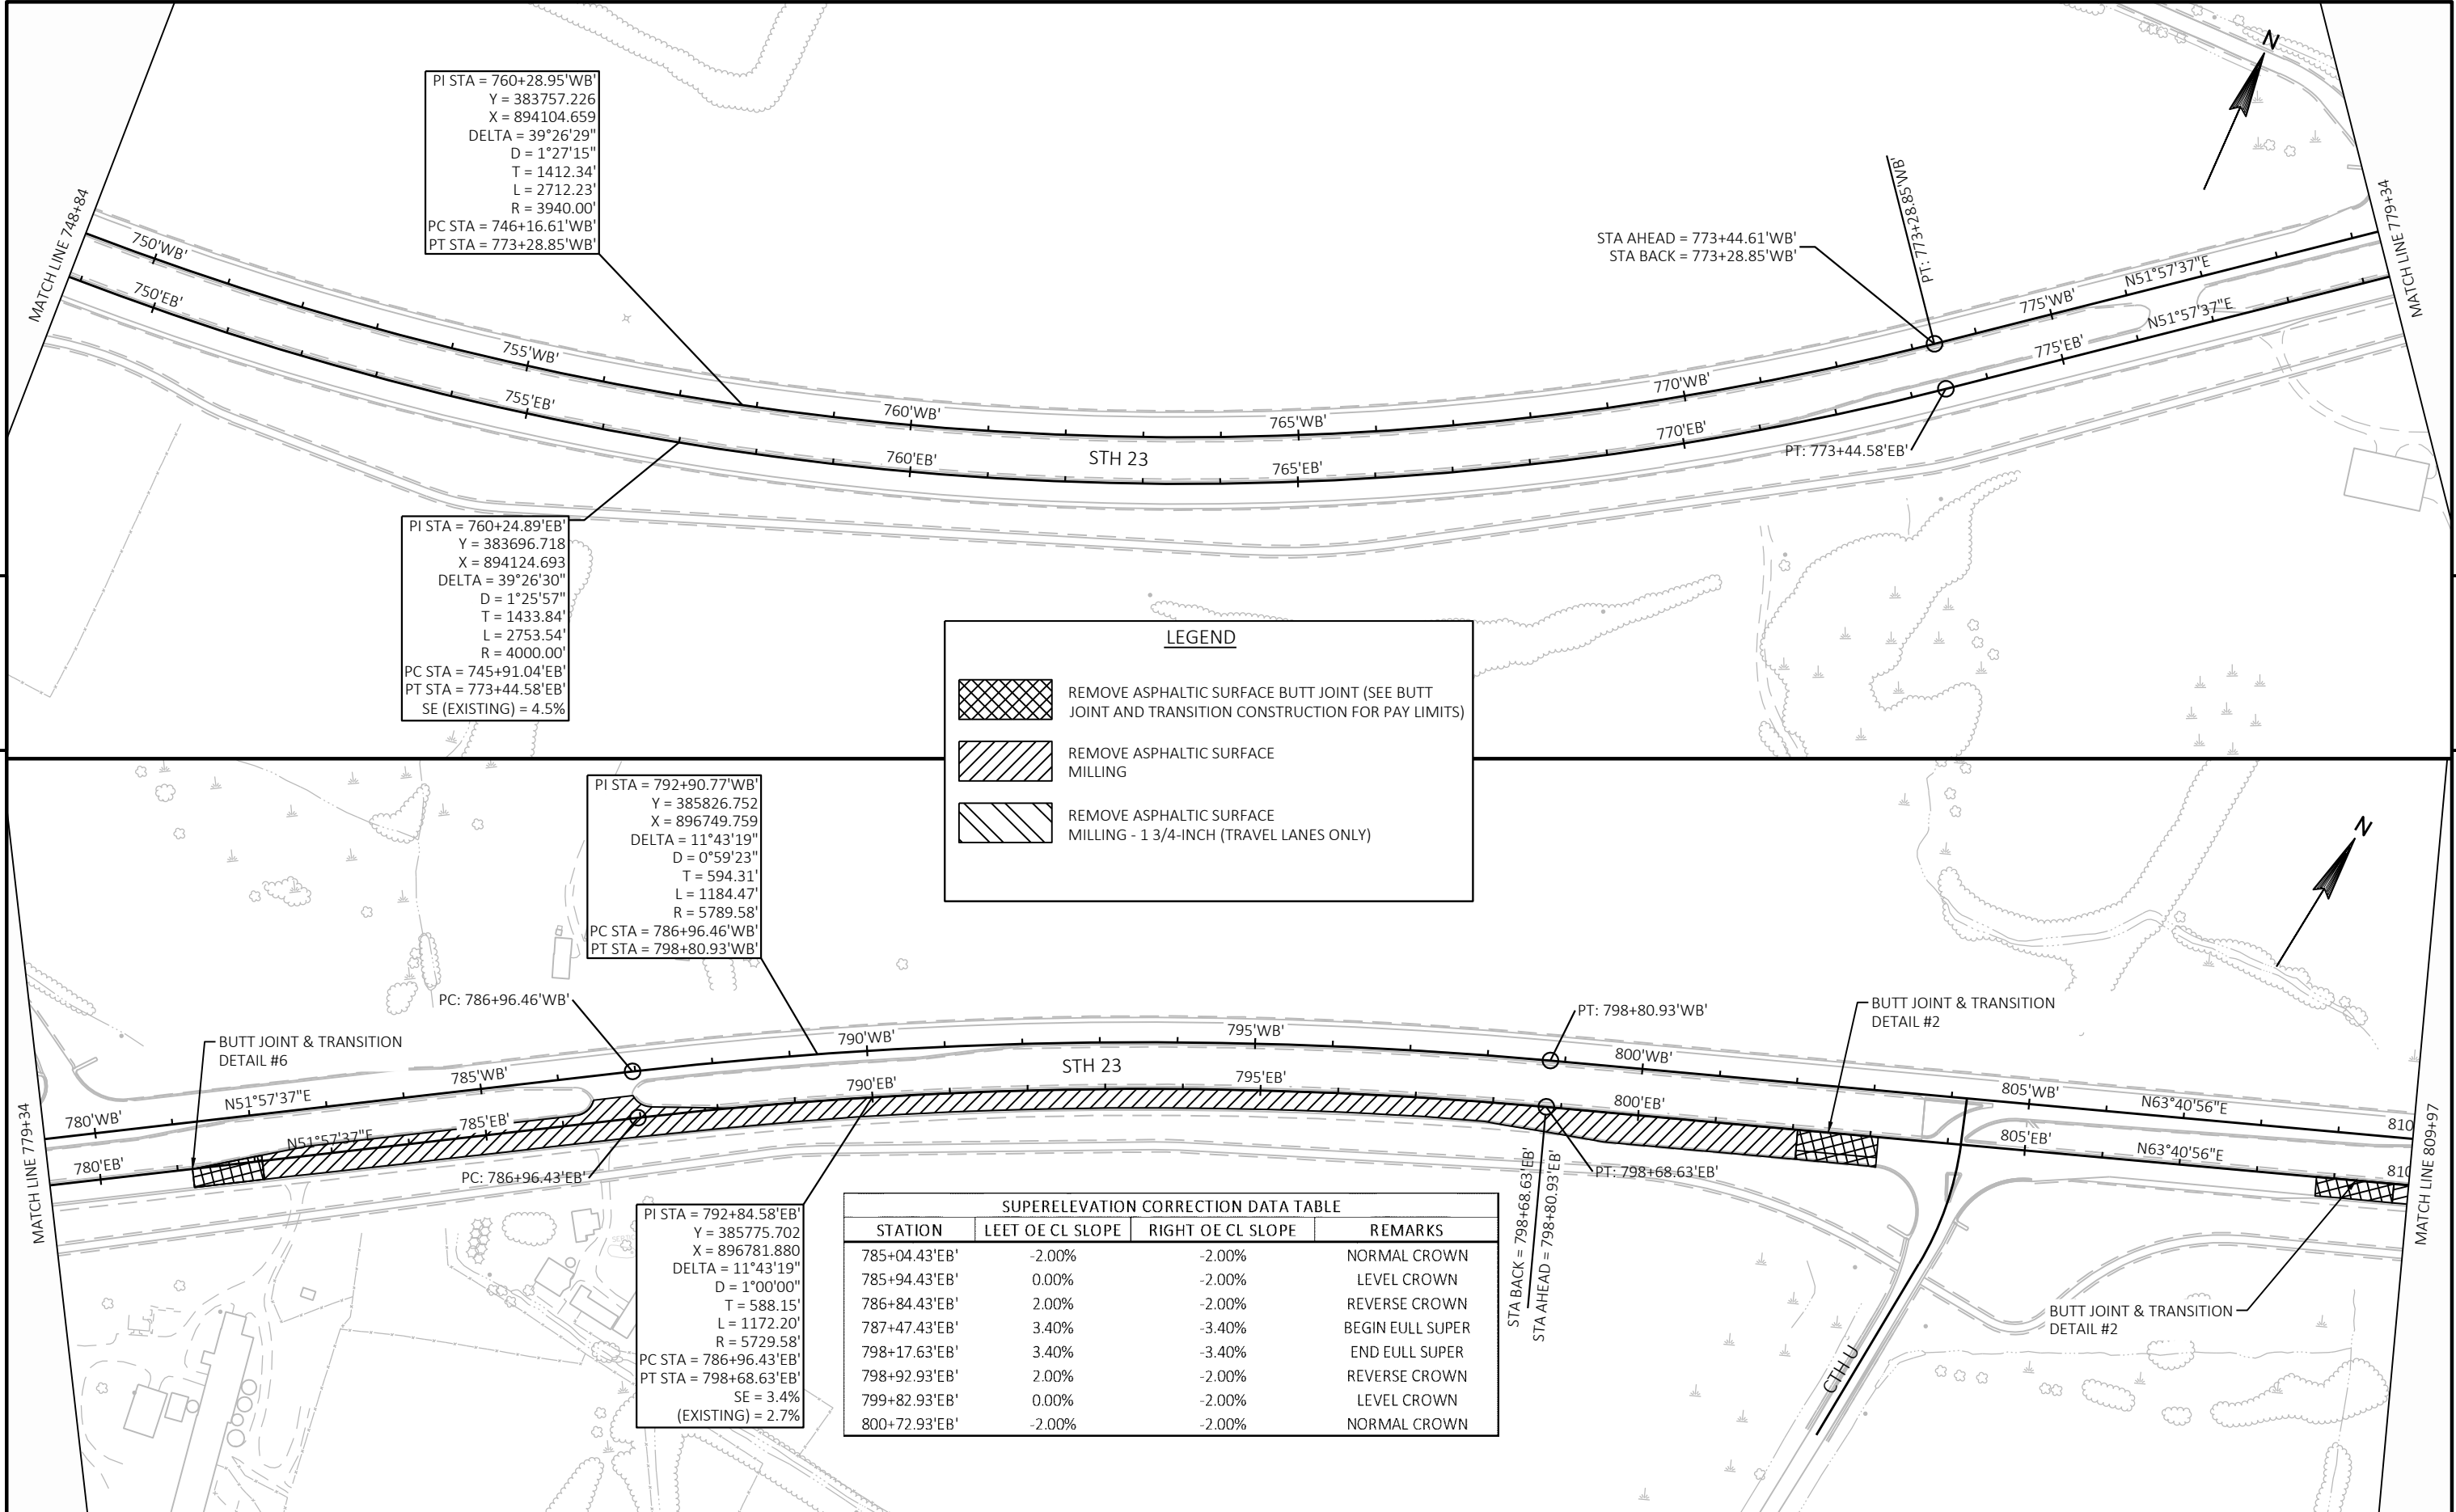 PI STA = 760+28.95'WB'
Y = 383757.226
X = 894104.659
DELTA = 39°26'29"
D = 1°27'15"
T = 1412.34'
L = 2712.23'
R = 3940.00'
PC STA = 746+16.61'WB'
PT STA = 773+28.85'WB'
N
MATCH LINE 748+84
MATCH LINE 779+34
PT: 773+28.85'WB'
STA AHEAD = 773+44.61'WB'
STA BACK = 773+28.85'WB'
750'WB'
755'WB'
760'WB'
765'WB'
770'WB'
775'WB'
N51°57'37"E
750'EB'
755'EB'
760'EB'
STH 23
765'EB'
770'EB'
775'EB'
N51°57'37"E
PT: 773+44.58'EB'
PI STA = 760+24.89'EB'
Y = 383696.718
X = 894124.693
DELTA = 39°26'30"
D = 1°25'57"
T = 1433.84'
L = 2753.54'
R = 4000.00'
PC STA = 745+91.04'EB'
PT STA = 773+44.58'EB'
SE (EXISTING) = 4.5%
LEGEND
REMOVE ASPHALTIC SURFACE BUTT JOINT (SEE BUTT
JOINT AND TRANSITION CONSTRUCTION FOR PAY LIMITS)
REMOVE ASPHALTIC SURFACE
MILLING
REMOVE ASPHALTIC SURFACE
MILLING - 1 3/4-INCH (TRAVEL LANES ONLY)
PI STA = 792+90.77'WB'
Y = 385826.752
X = 896749.759
DELTA = 11°43'19"
D = 0°59'23"
T = 594.31'
L = 1184.47'
R = 5789.58'
PC STA = 786+96.46'WB'
PT STA = 798+80.93'WB'
N
PC: 786+96.46'WB'
PT: 798+80.93'WB'
BUTT JOINT & TRANSITION
DETAIL #2
BUTT JOINT & TRANSITION
DETAIL #6
MATCH LINE 779+34
MATCH LINE 809+97
780'WB'
N51°57'37"E
785'WB'
790'WB'
795'WB'
800'WB'
805'WB'
N63°40'56"E
810
STH 23
780'EB'
N51°57'37"E
785'EB'
790'EB'
795'EB'
800'EB'
805'EB'
N63°40'56"E
810
PC: 786+96.43'EB'
PT: 798+68.63'EB'
STA BACK = 798+68.63'EB'
STA AHEAD = 798+80.93'EB'
PI STA = 792+84.58'EB'
Y = 385775.702
X = 896781.880
DELTA = 11°43'19"
D = 1°00'00"
T = 588.15'
L = 1172.20'
R = 5729.58'
PC STA = 786+96.43'EB'
PT STA = 798+68.63'EB'
SE = 3.4%
(EXISTING) = 2.7%
SUPERELEVATION CORRECTION DATA TABLE
STATION LEET OE CL SLOPE RIGHT OE CL SLOPE REMARKS
785+04.43'EB' -2.00% -2.00% NORMAL CROWN
785+94.43'EB' 0.00% -2.00% LEVEL CROWN
786+84.43'EB' 2.00% -2.00% REVERSE CROWN
787+47.43'EB' 3.40% -3.40% BEGIN EULL SUPER
798+17.63'EB' 3.40% -3.40% END EULL SUPER
798+92.93'EB' 2.00% -2.00% REVERSE CROWN
799+82.93'EB' 0.00% -2.00% LEVEL CROWN
800+72.93'EB' -2.00% -2.00% NORMAL CROWN
CTH U
BUTT JOINT & TRANSITION
DETAIL #2